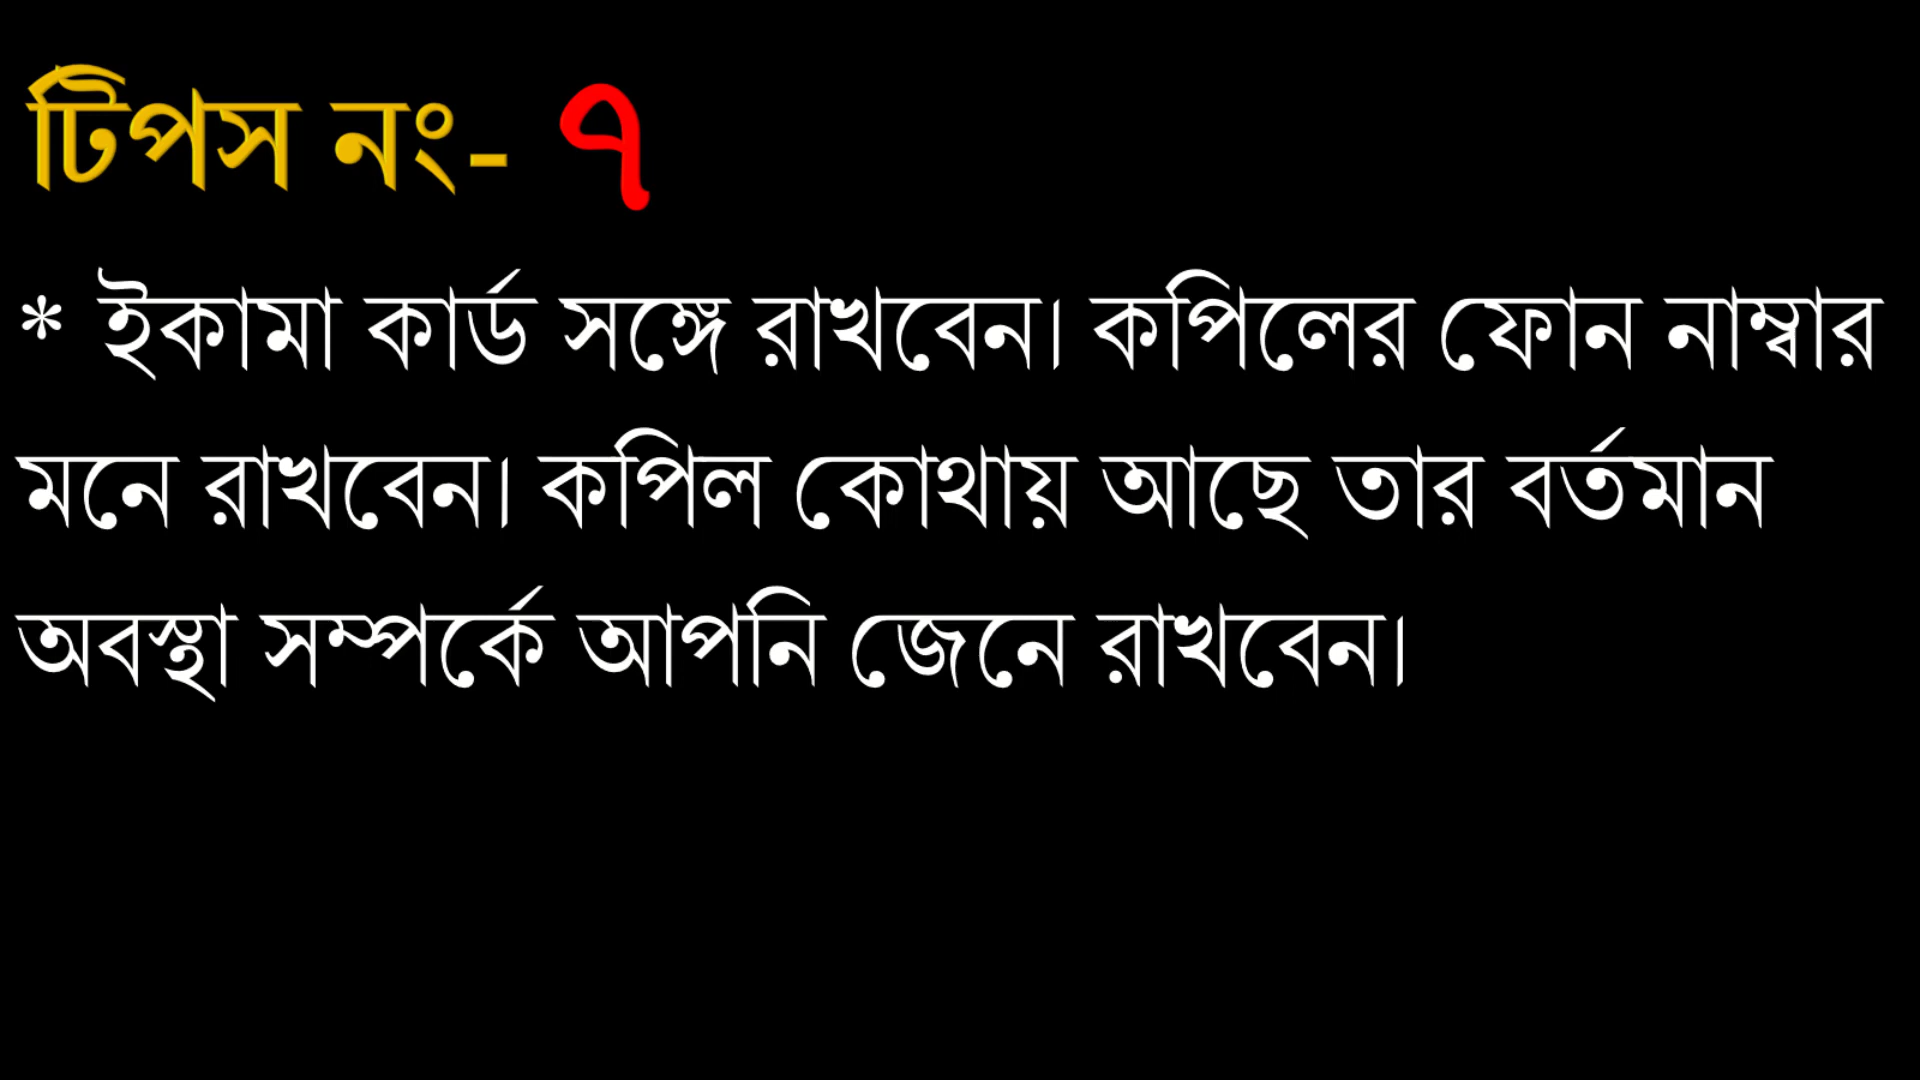 টিপস নং- ৭
* ইকামা কার্ড সঙ্গে রাখবেন। কপিলের ফোন নাম্বার
মনে রাখবেন। কপিল কোথায় আছে তার বর্তমান
অবস্থা সম্পর্কে আপনি জেনে রাখবেন।